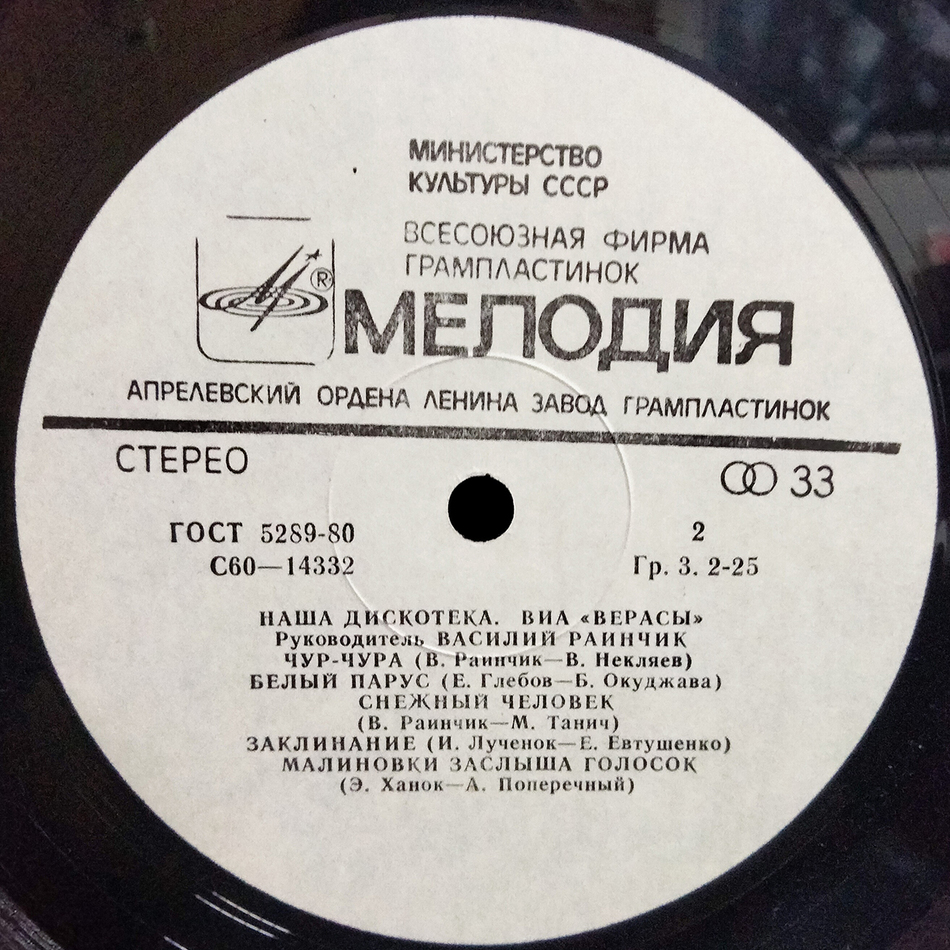 МИНИСТЕРСТВО
КУЛЬТУРЫ СССР
ВСЕСОЮЗНАЯ ФИРМА
ГРАМПЛАСТИНОК
®
МЕЛОДИЯ
АПРЕЛЕВСКИЙ ОРДЕНА ЛЕНИНА ЗАВОД ГРАМПЛАСТИНОК
СТЕРЕО
33
ГОСТ 5289-80
2
С60—14332
Гр. 3. 2-25
НАША ДИСКОТЕКА. ВИА «ВЕРАСЫ»
Руководитель ВАСИЛИЙ РАИНЧИК
ЧУР-ЧУРА (В. Раинчик—В. Некляев)
БЕЛЫЙ ПАРУС (Е. Глебов—Б. Окуджава)
СНЕЖНЫЙ ЧЕЛОВЕК
(В. Раинчик—М. Танич)
ЗАКЛИНАНИЕ (И. Лученок—Е. Евтушенко)
МАЛИНОВКИ ЗАСЛЫША ГОЛОСОК
(Э. Ханок—А. Поперечный)